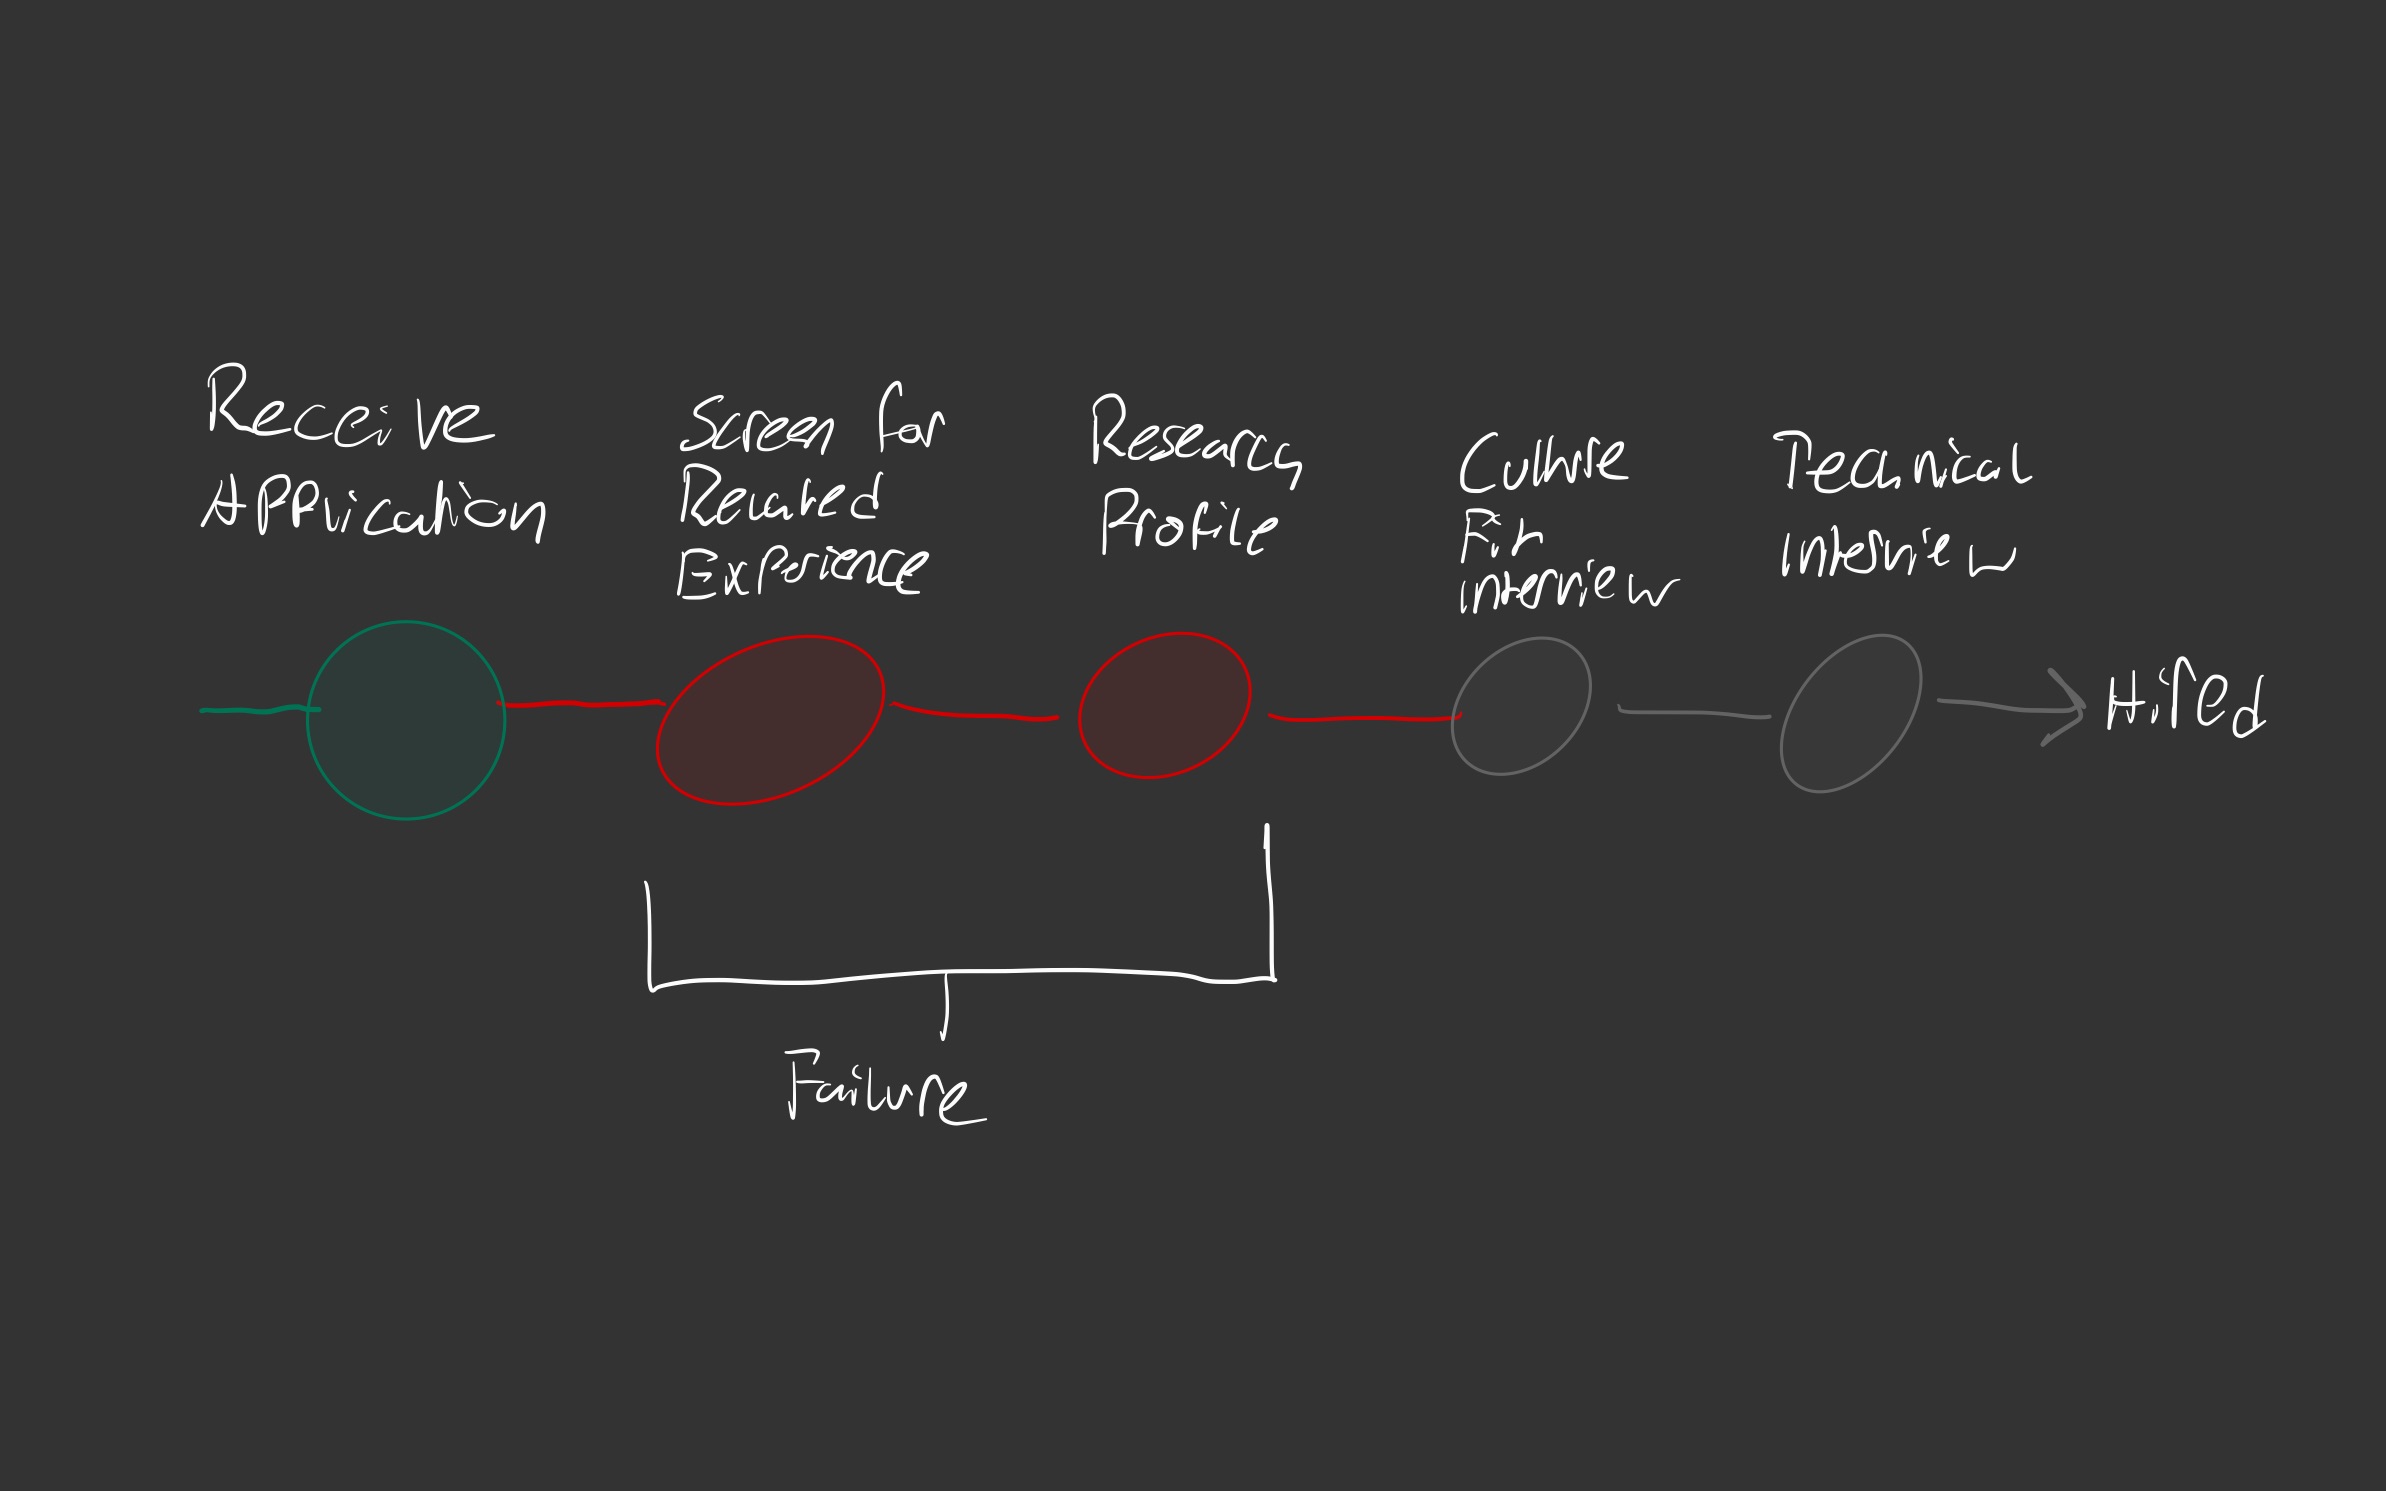 Receive
Application
Screen for
Related
Experience
Research
Profile
Culture
Fit
interview
Technical
interview
Hired
Failure